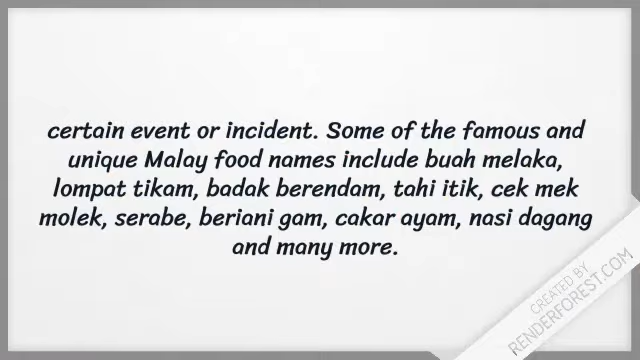 certain event or incident. Some of the famous and
unique Malay food names include buah melaka,
lompat tikam, badak berendam, tahi itik, cek mek
molek, serabe, beriani gam, cakar ayam, nasi dagang
and many more.
CREATED BY
RENDERFOREST.COM